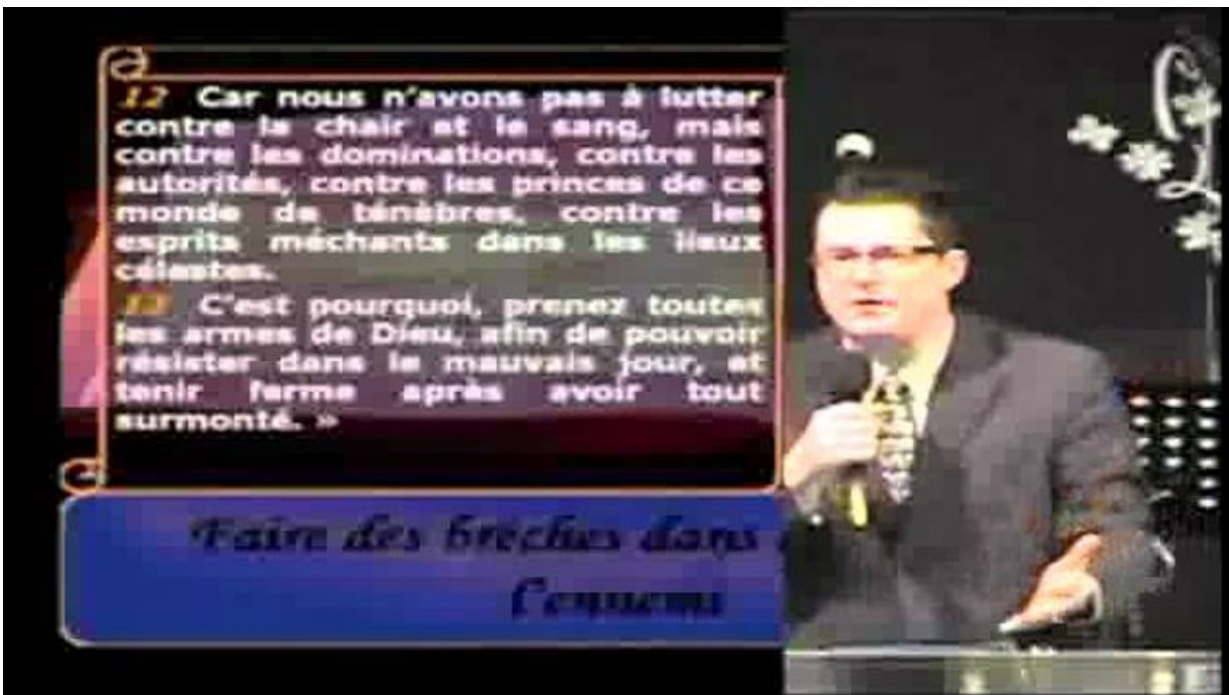 12 Car nous n'avons pas à lutter
contre la chair et le sang, mais
contre les dominations, contre les
autorités, contre les princes de ce
monde de ténèbres, contre les
esprits méchants dans les lieux
célestes.
13 C'est pourquoi, prenez toutes
les armes de Dieu, afin de pouvoir
résister dans le mauvais jour, et
tenir ferme après avoir tout
surmonté. »
Faire des brèches dans
l'ennemi